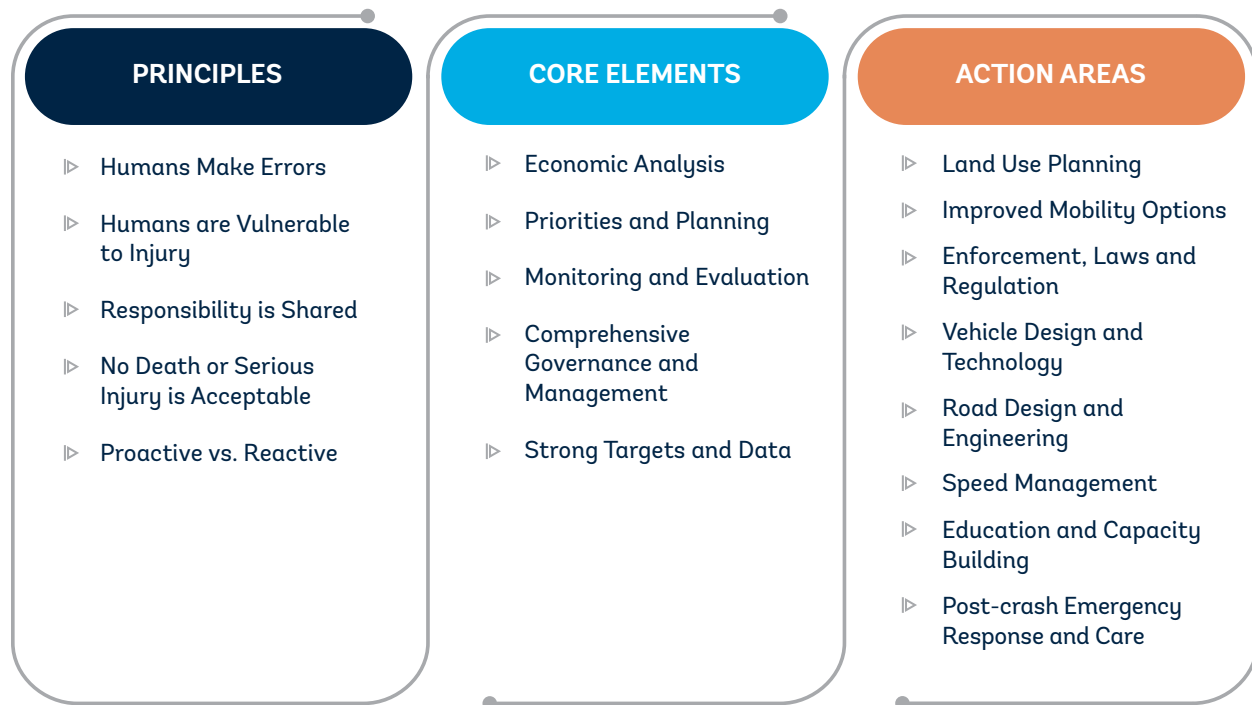 PRINCIPLES
Humans Make Errors
Humans are Vulnerable
to Injury
Responsibility is Shared
No Death or Serious
Injury is Acceptable
Proactive vs. Reactive
CORE ELEMENTS
Economic Analysis
Priorities and Planning
Monitoring and Evaluation
Comprehensive
Governance and
Management
Strong Targets and Data
ACTION AREAS
Land Use Planning
Improved Mobility Options
Enforcement, Laws and
Regulation
Vehicle Design and
Technology
Road Design and
Engineering
Speed Management
Education and Capacity
Building
Post-crash Emergency
Response and Care